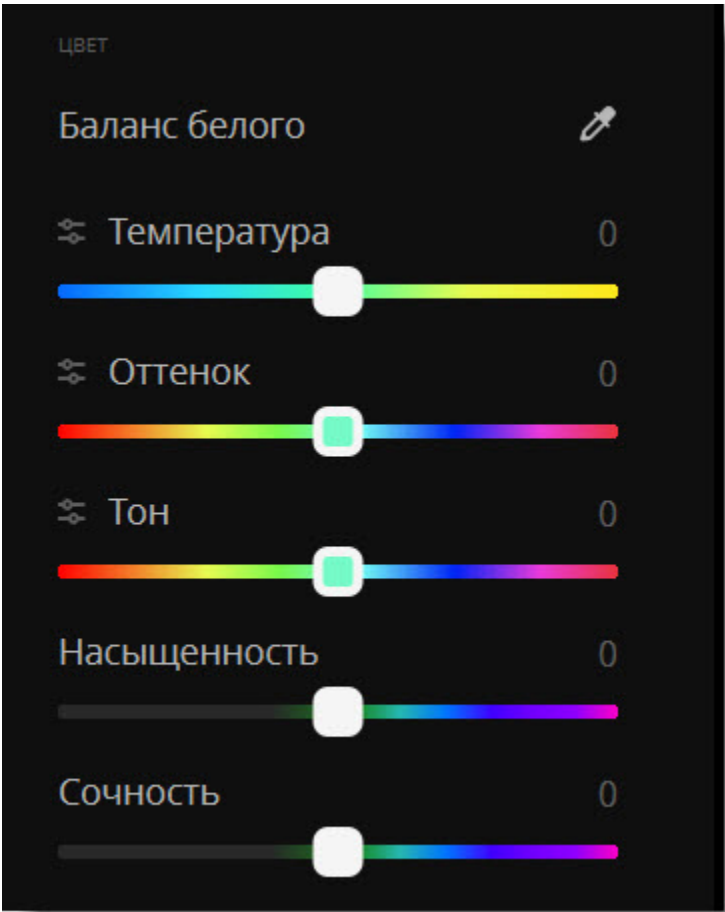 ЦВЕТ
Баланс белого
Температура 0
Оттенок 0
Тон 0
Насыщенность 0
Сочность 0